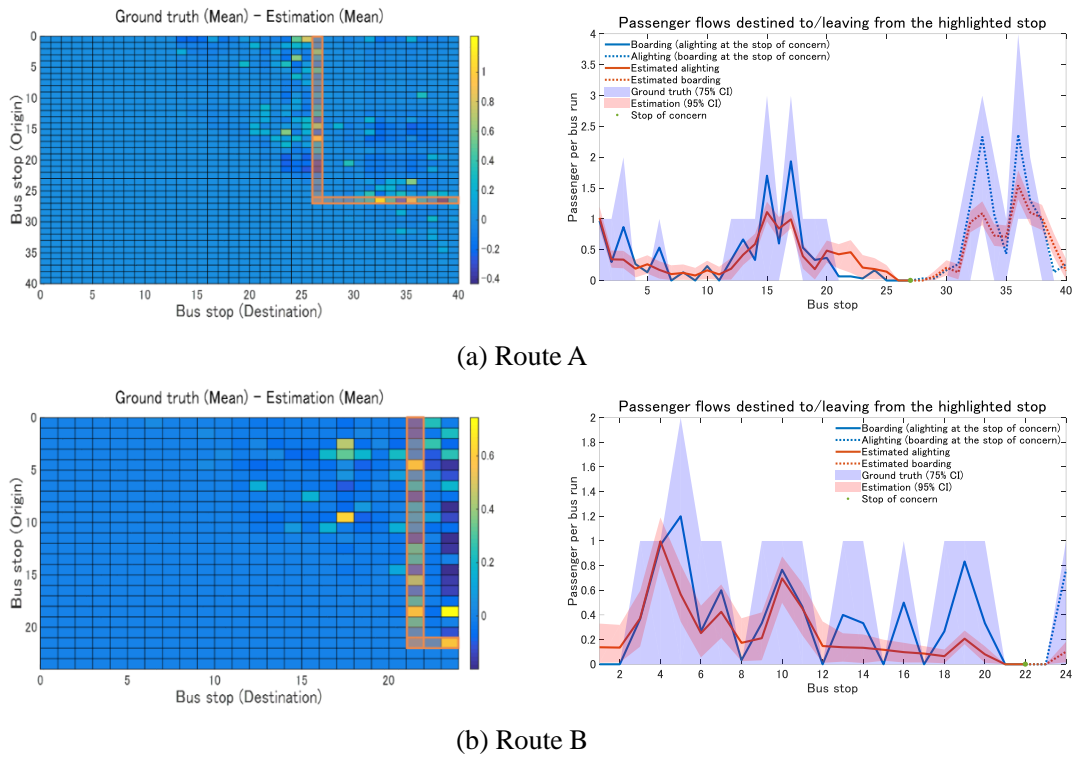 Ground truth (Mean) − Estimation (Mean)
0
5
10
15
20
25
30
35
40
Bus stop (Origin)
0
5
10
15
20
25
30
35
40
Bus stop (Destination)
1
0.8
0.6
0.4
0.2
0
−0.2
−0.4
Passenger flows destined to/leaving from the highlighted stop
4
3.5
3
2.5
2
1.5
1
0.5
0
Passenger per bus run
Boarding (alighting at the stop of concern)
Alighting (boarding at the stop of concern)
Estimated alighting
Estimated boarding
Ground truth (75% CI)
Estimation (95% CI)
Stop of concern
5
10
15
20
25
30
35
40
Bus stop
(a) Route A
Ground truth (Mean) − Estimation (Mean)
0
5
10
15
20
Bus stop (Origin)
0
5
10
15
20
Bus stop (Destination)
0.6
0.4
0.2
0
Passenger flows destined to/leaving from the highlighted stop
2
1.8
1.6
1.4
1.2
1
0.8
0.6
0.4
0.2
0
Passenger per bus run
Boarding (alighting at the stop of concern)
Alighting (boarding at the stop of concern)
Estimated alighting
Estimated boarding
Ground truth (75% CI)
Estimation (95% CI)
Stop of concern
2
4
6
8
10
12
14
16
18
20
22
24
Bus stop
(b) Route B